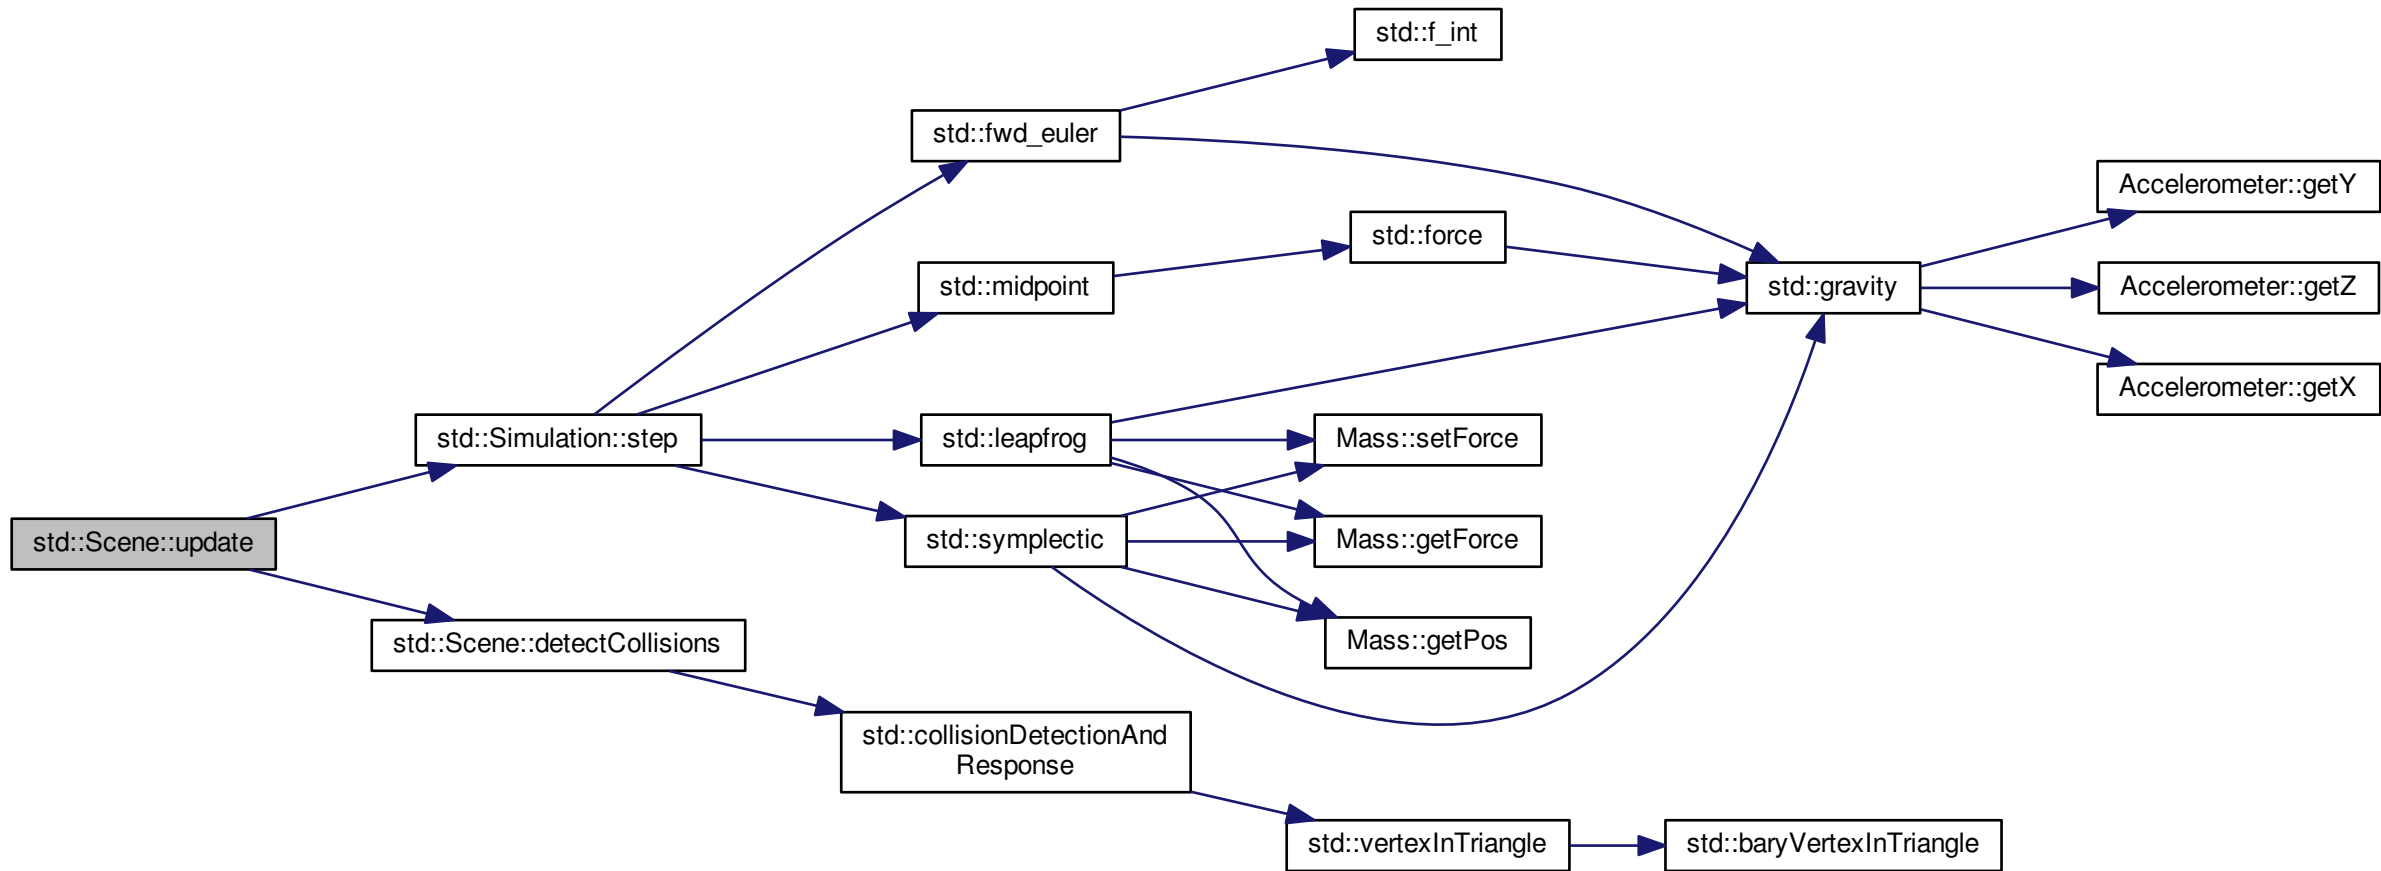 std::f_int
std::fwd_euler
Accelerometer::getY
std::force
std::midpoint
std::gravity
Accelerometer::getZ
Accelerometer::getX
std::Simulation::step
std::leapfrog
Mass::setForce
std::Scene::update
std::symplectic
Mass::getForce
std::Scene::detectCollisions
Mass::getPos
std::collisionDetectionAnd
Response
std::vertexInTriangle
std::baryVertexInTriangle